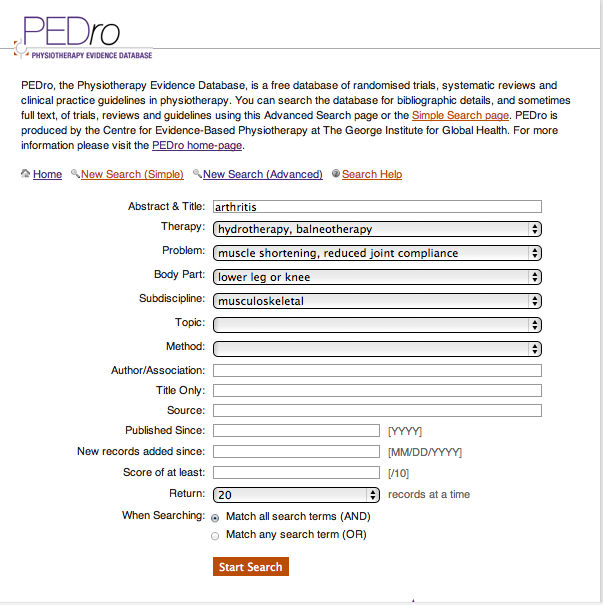 PEDro
PHYSIOTHERAPY EVIDENCE DATABASE
PEDro, the Physiotherapy Evidence Database, is a free database of randomised trials, systematic reviews and
clinical practice guidelines in physiotherapy. You can search the database for bibliographic details, and sometimes
full text, of trials, reviews and guidelines using this Advanced Search page or the Simple Search page. PEDro is
produced by the Centre for Evidence-Based Physiotherapy at The George Institute for Global Health. For more
information please visit the PEDro home-page.
Home New Search (Simple) New Search (Advanced) Search Help
Abstract & Title: arthritis
Therapy: hydrotherapy, balneotherapy
Problem: muscle shortening, reduced joint compliance
Body Part: lower leg or knee
Subdiscipline: musculoskeletal
Topic:
Method:
Author/Association:
Title Only:
Source:
Published Since: [YYYY]
New records added since: [MM/DD/YYYY]
Score of at least: [/10]
Return: 20 records at a time
When Searching: Match all search terms (AND)
Match any search term (OR)
Start Search